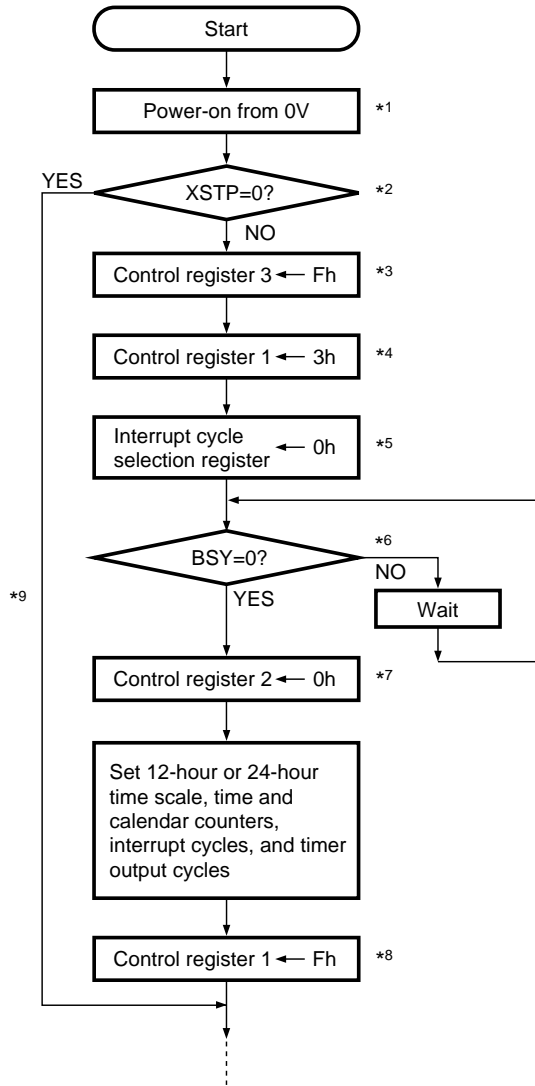 Start
Power-on from 0V
*1
YES
XSTP=0?
*2
NO
Control register 3 ← Fh
*3
Control register 1 ← 3h
*4
Interrupt cycle
selection register ← 0h
*5
BSY=0?
*6
NO
*9
YES
Wait
Control register 2 ← 0h
*7
Set 12-hour or 24-hour
time scale, time and
calendar counters,
interrupt cycles, and timer
output cycles
Control register 1 ← Fh
*8